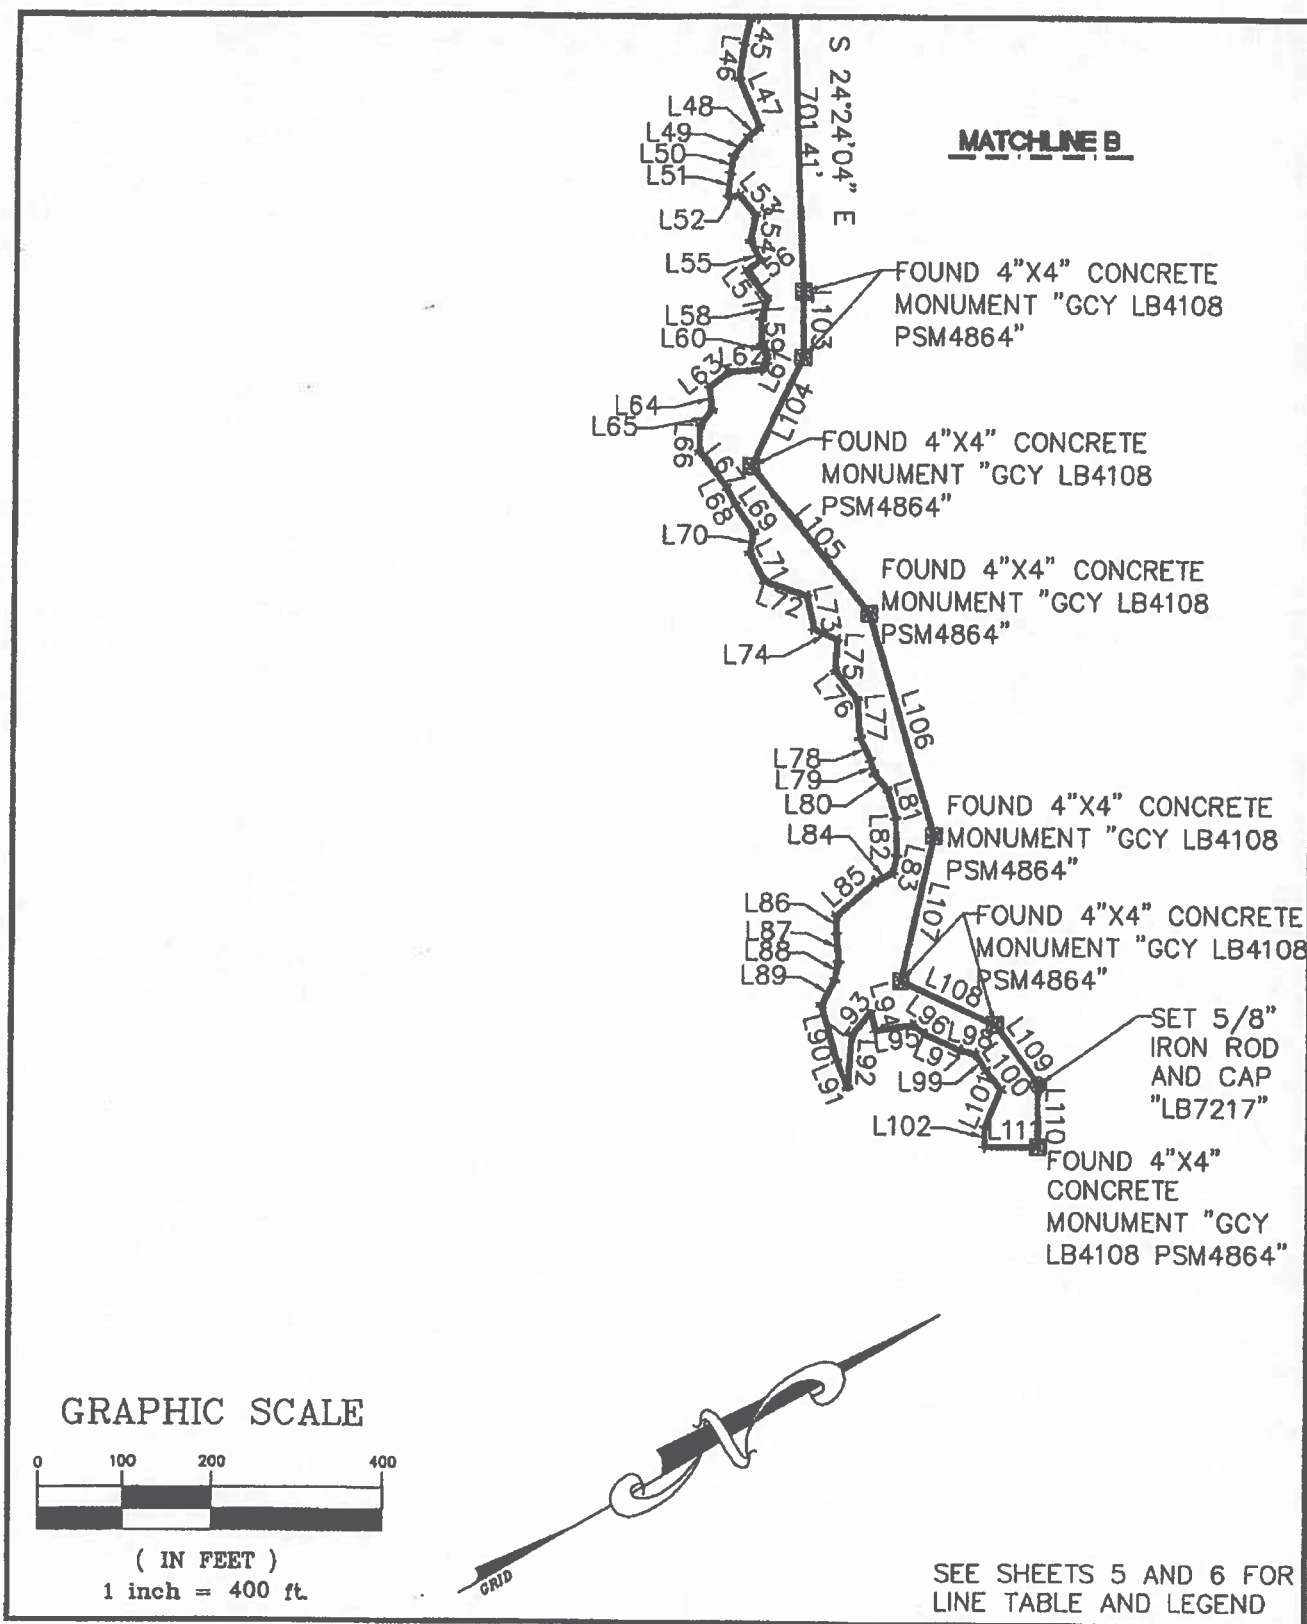 L45
L46
L47
S 24°24'04" E
701.41'
MATCHLINE B
L48
L49
L50
L51
L52
L53
L54
L55
L56
L57
L58
L59
L60
L62
L97
L63
L64
L65
L66
L67
L68
L69
L70
L71
L72
L73
L74
L75
L76
L77
L78
L79
L80
L81
L82
L83
L84
L85
L86
L87
L88
L89
L90
L91
L92
L93
L94
L95
L96
L97
L98
L99
L100
L101
L102
L103
L104
L105
L106
L107
L108
L109
L110
L111
FOUND 4"X4" CONCRETE
MONUMENT "GCY LB4108
PSM4864"
FOUND 4"X4" CONCRETE
MONUMENT "GCY LB4108
PSM4864"
FOUND 4"X4" CONCRETE
MONUMENT "GCY LB4108
PSM4864"
FOUND 4"X4" CONCRETE
MONUMENT "GCY LB4108
PSM4864"
FOUND 4"X4" CONCRETE
MONUMENT "GCY LB4108
PSM4864"
SET 5/8"
IRON ROD
AND CAP
"LB7217"
FOUND 4"X4"
CONCRETE
MONUMENT "GCY
LB4108 PSM4864"
GRAPHIC SCALE
0 100 200 400
( IN FEET )
1 inch = 400 ft.
GRID
SEE SHEETS 5 AND 6 FOR
LINE TABLE AND LEGEND